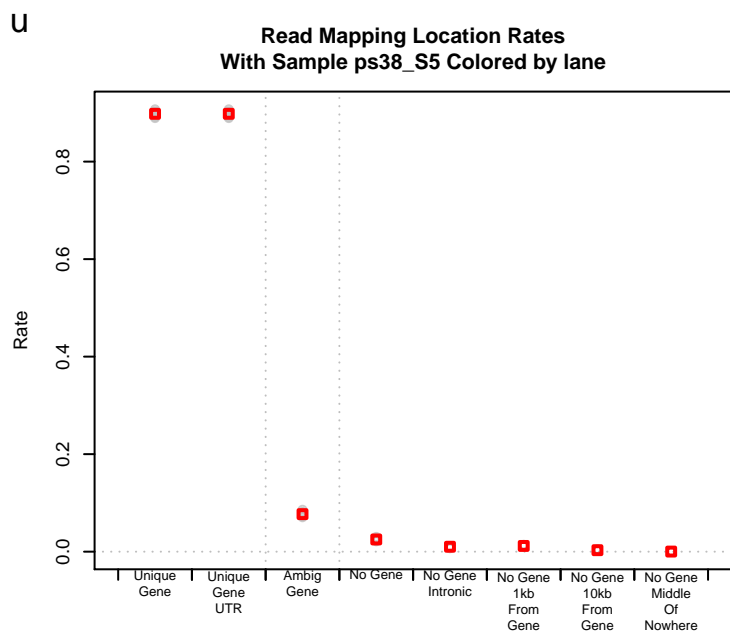 u
Read Mapping Location Rates
With Sample ps38_S5 Colored by lane
Rate
0.8
0.6
0.4
0.2
0.0
Unique
Gene
Unique
Gene
UTR
Ambig
Gene
No Gene
No Gene
Intronic
No Gene
1kb
From
Gene
No Gene
10kb
From
Gene
No Gene
Middle
Of
Nowhere